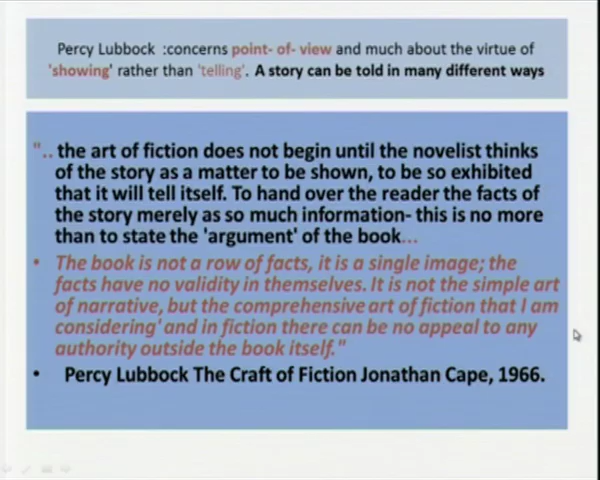 Percy Lubbock :concerns point- of- view and much about the virtue of
'showing' rather than 'telling'. A story can be told in many different ways
".. the art of fiction does not begin until the novelist thinks
of the story as a matter to be shown, to be so exhibited
that it will tell itself. To hand over the reader the facts of
the story merely as so much information- this is no more
than to state the 'argument' of the book...
• The book is not a row of facts, it is a single image; the
facts have no validity in themselves. It is not the simple art
of narrative, but the comprehensive art of fiction that I am
considering' and in fiction there can be no appeal to any
authority outside the book itself."
• Percy Lubbock The Craft of Fiction Jonathan Cape, 1966.